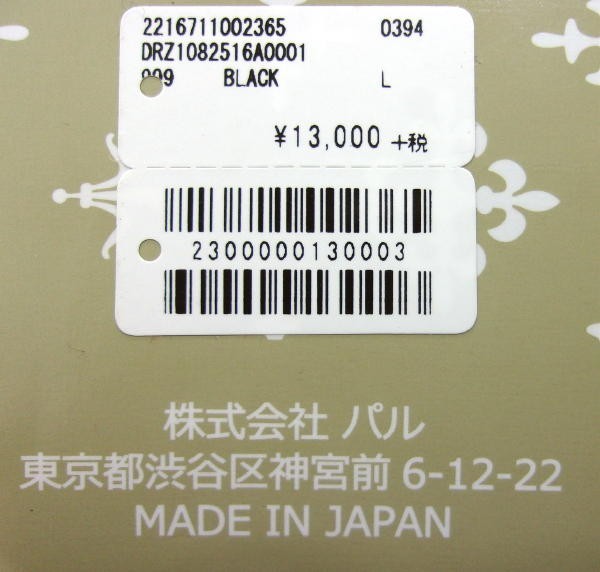 2216711002365 0394
DRZ1082516A0001
009 BLACK L
¥13,000 +税
2300000130003
株式会社 パル
東京都渋谷区神宮前 6-12-22
MADE IN JAPAN